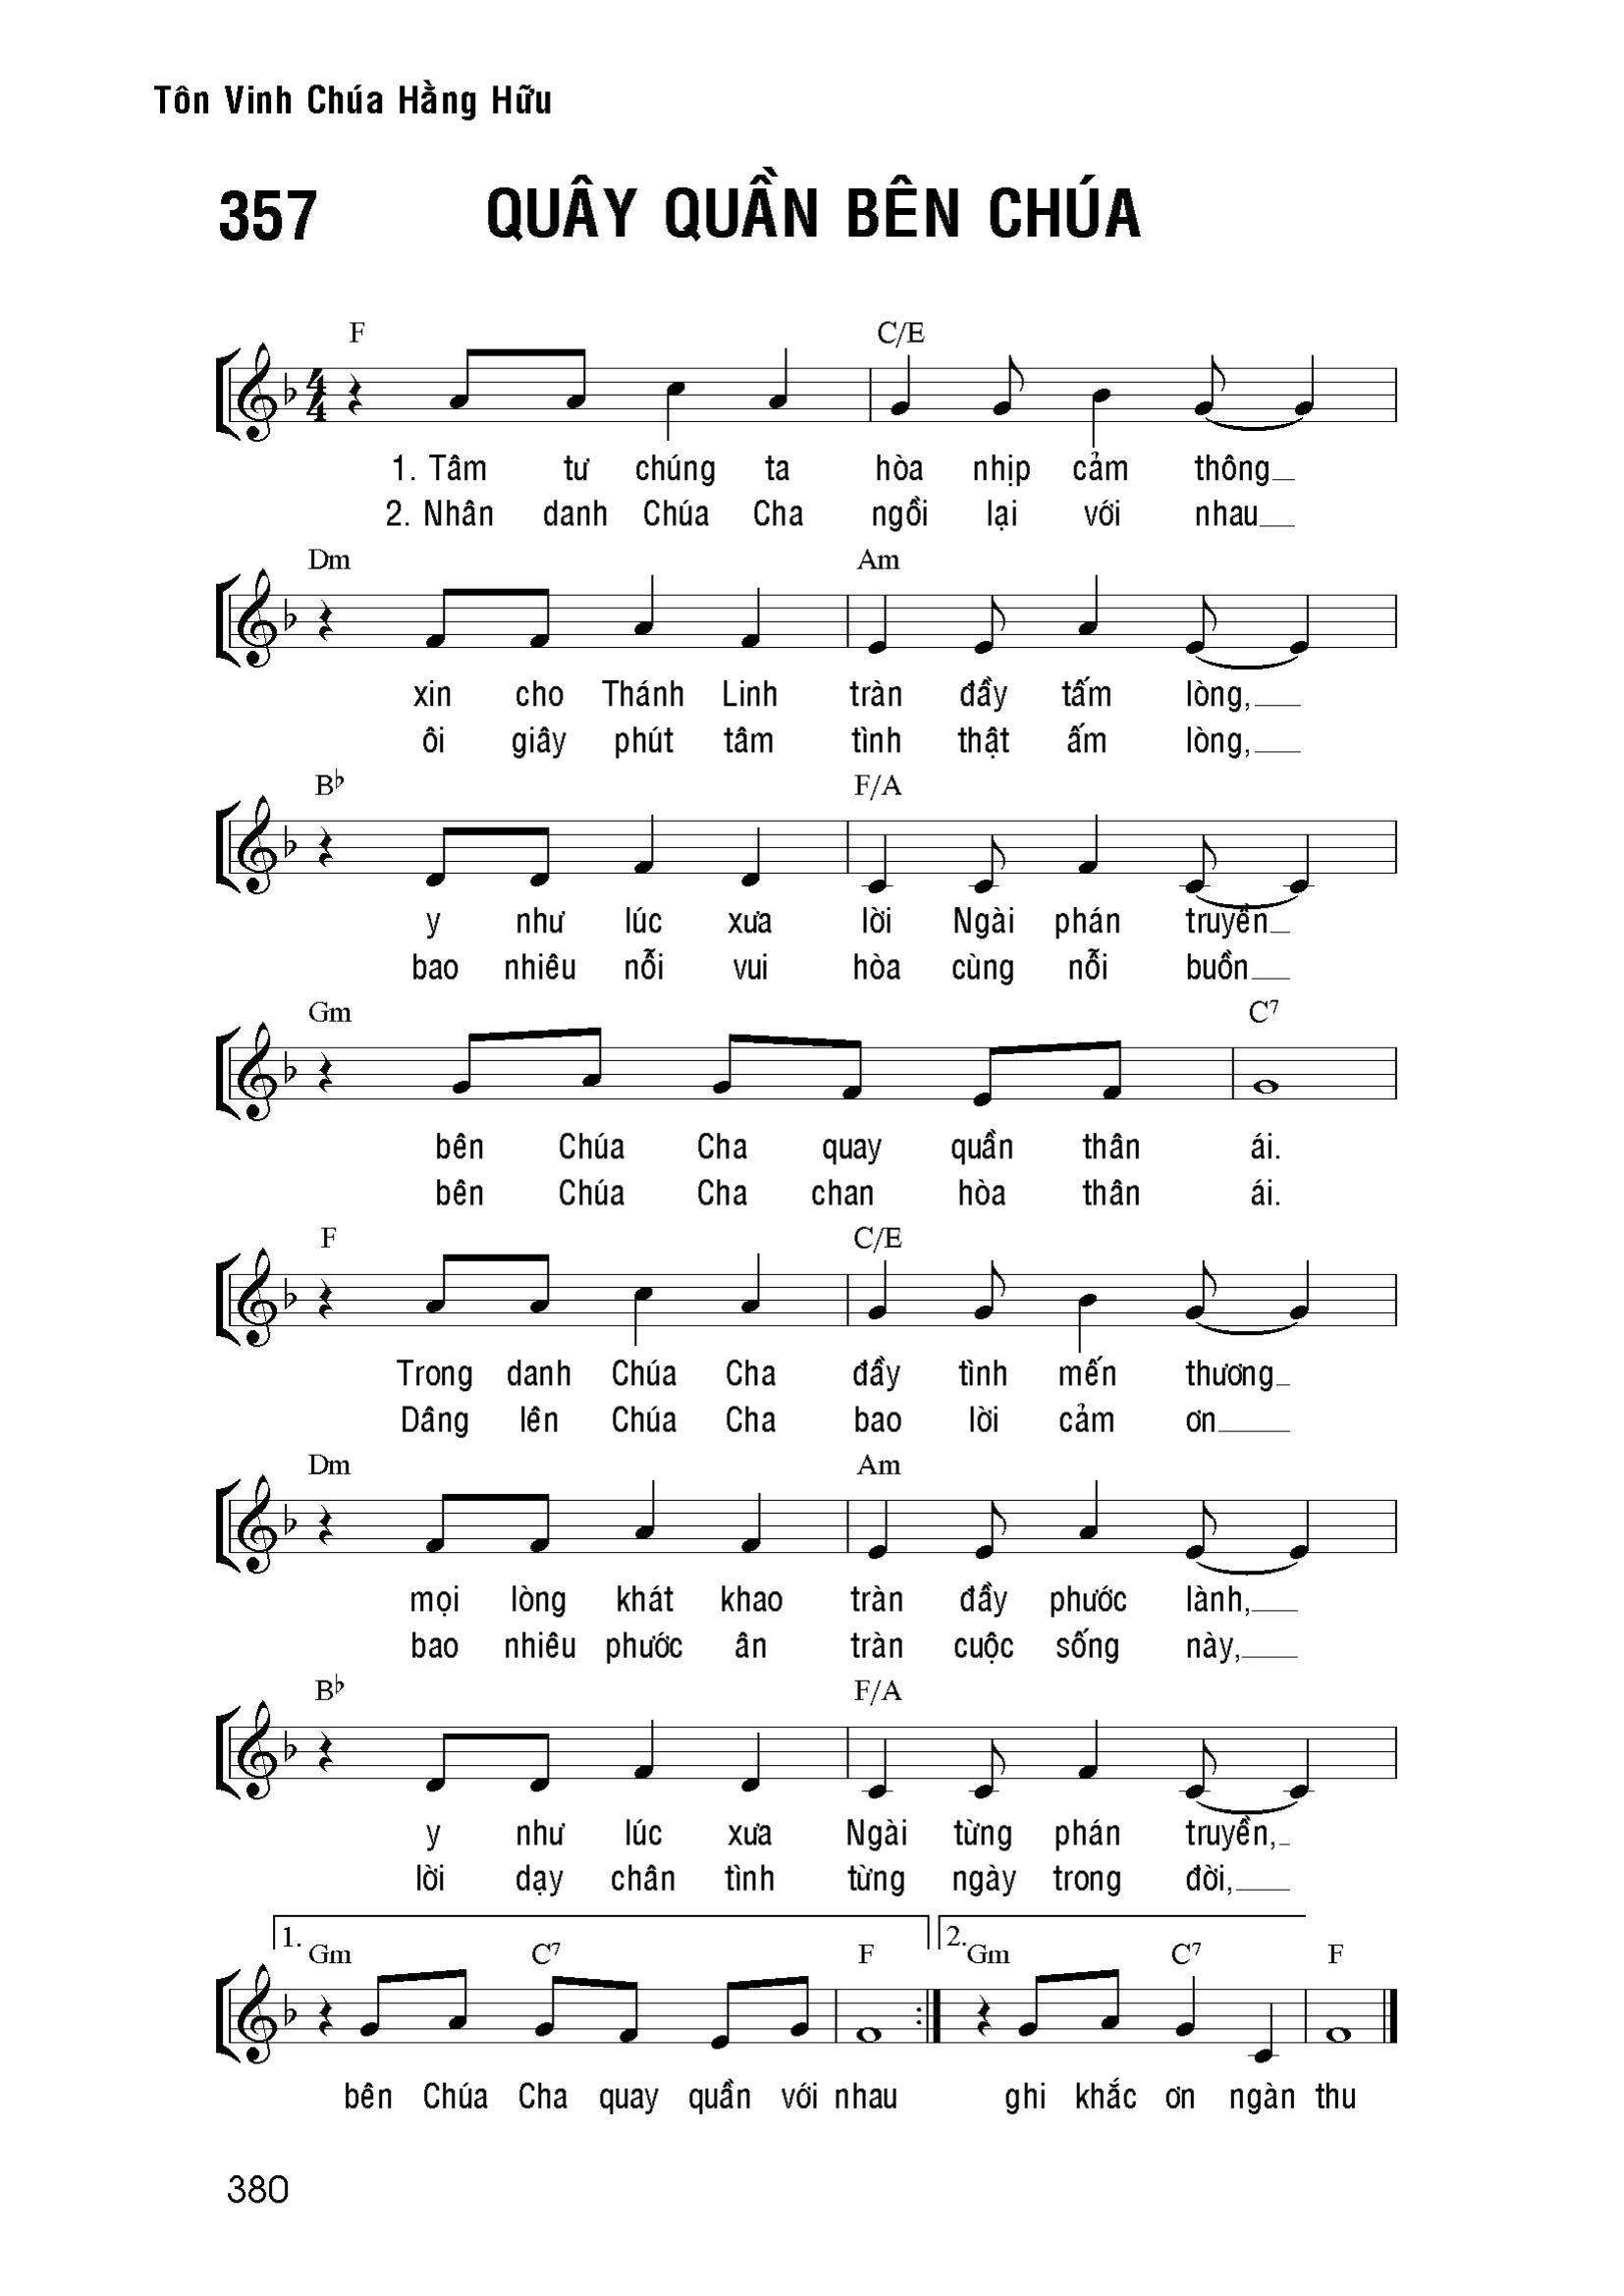 Tôn Vinh Chúa Hằng Hữu
357 QUÂY QUẦN BÊN CHÚA
F C/E
1. Tâm tư chúng ta hòa nhịp cảm thông
2. Nhân danh Chúa Cha ngồi lại với nhau
Dm Am
xin cho Thánh Linh tràn đầy tấm lòng,
ôi giây phút tâm tình thật ấm lòng,
B♭ F/A
y như lúc xưa lời Ngài phán truyền
bao nhiêu nỗi vui hòa cùng nỗi buồn
Gm C7
bên Chúa Cha quay quần thân ái.
bên Chúa Cha chan hòa thân ái.
F C/E
Trong danh Chúa Cha đầy tình mến thương
Dâng lên Chúa Cha bao lời cảm ơn
Dm Am
mọi lòng khát khao tràn đầy phước lành,
bao nhiêu phước ân tràn cuộc sống này,
B♭ F/A
y như lúc xưa Ngài từng phán truyền,
lời dạy chân tình từng ngày trong đời,
1. 2.
Gm C7 F Gm C7 F
bên Chúa Cha quay quần với nhau ghi khắc ơn ngàn thu
380